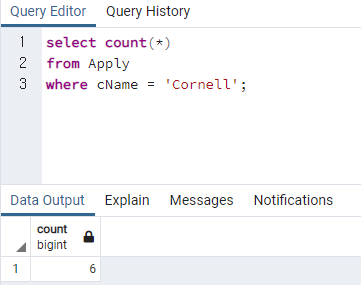 Query Editor Query History
1 select count(*)
2 from Apply
3 where cName = 'Cornell';
Data Output Explain Messages Notifications
count
bigint
1 6